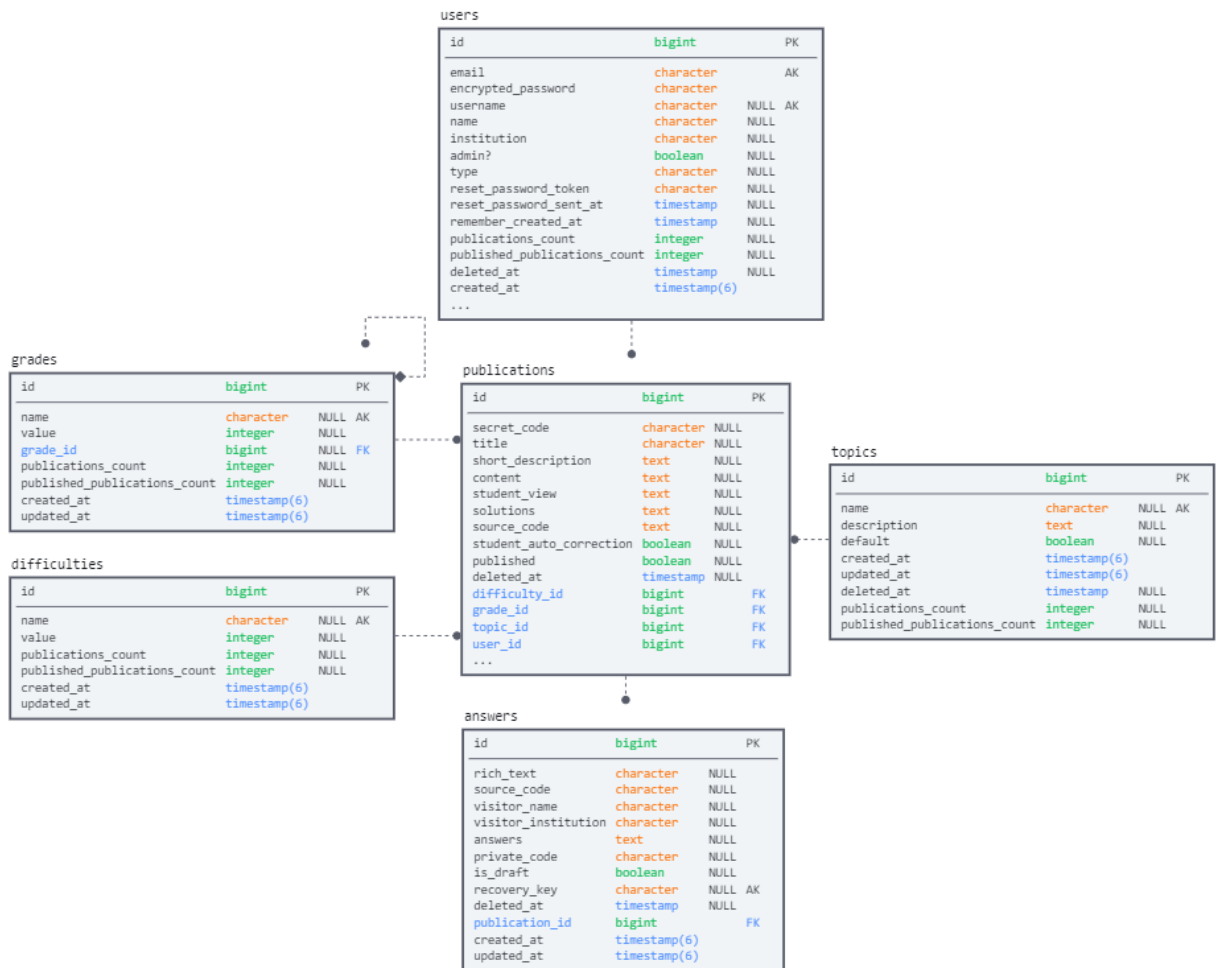 users
id bigint PK
email character AK
encrypted_password character
username character NULL AK
name character NULL
institution character NULL
admin? boolean NULL
type character NULL
reset_password_token character NULL
reset_password_sent_at timestamp NULL
remember_created_at timestamp NULL
publications_count integer NULL
published_publications_count integer NULL
deleted_at timestamp NULL
created_at timestamp(6)
...
grades
id bigint PK
name character NULL AK
value integer NULL
grade_id bigint NULL FK
publications_count integer NULL
published_publications_count integer NULL
created_at timestamp(6)
updated_at timestamp(6)
publications
id bigint PK
secret_code character NULL
title character NULL
short_description text NULL
content text NULL
student_view text NULL
solutions text NULL
source_code text NULL
student_auto_correction boolean NULL
published boolean NULL
deleted_at timestamp NULL
difficulty_id bigint FK
grade_id bigint FK
topic_id bigint FK
user_id bigint FK
...
topics
id bigint PK
name character NULL AK
description text NULL
default boolean NULL
created_at timestamp(6)
updated_at timestamp(6)
deleted_at timestamp NULL
publications_count integer NULL
published_publications_count integer NULL
difficulties
id bigint PK
name character NULL AK
value integer NULL
publications_count integer NULL
published_publications_count integer NULL
created_at timestamp(6)
updated_at timestamp(6)
answers
id bigint PK
rich_text character NULL
source_code character NULL
visitor_name character NULL
visitor_institution character NULL
answers text NULL
private_code character NULL
is_draft boolean NULL
recovery_key character NULL AK
deleted_at timestamp NULL
publication_id bigint FK
created_at timestamp(6)
updated_at timestamp(6)